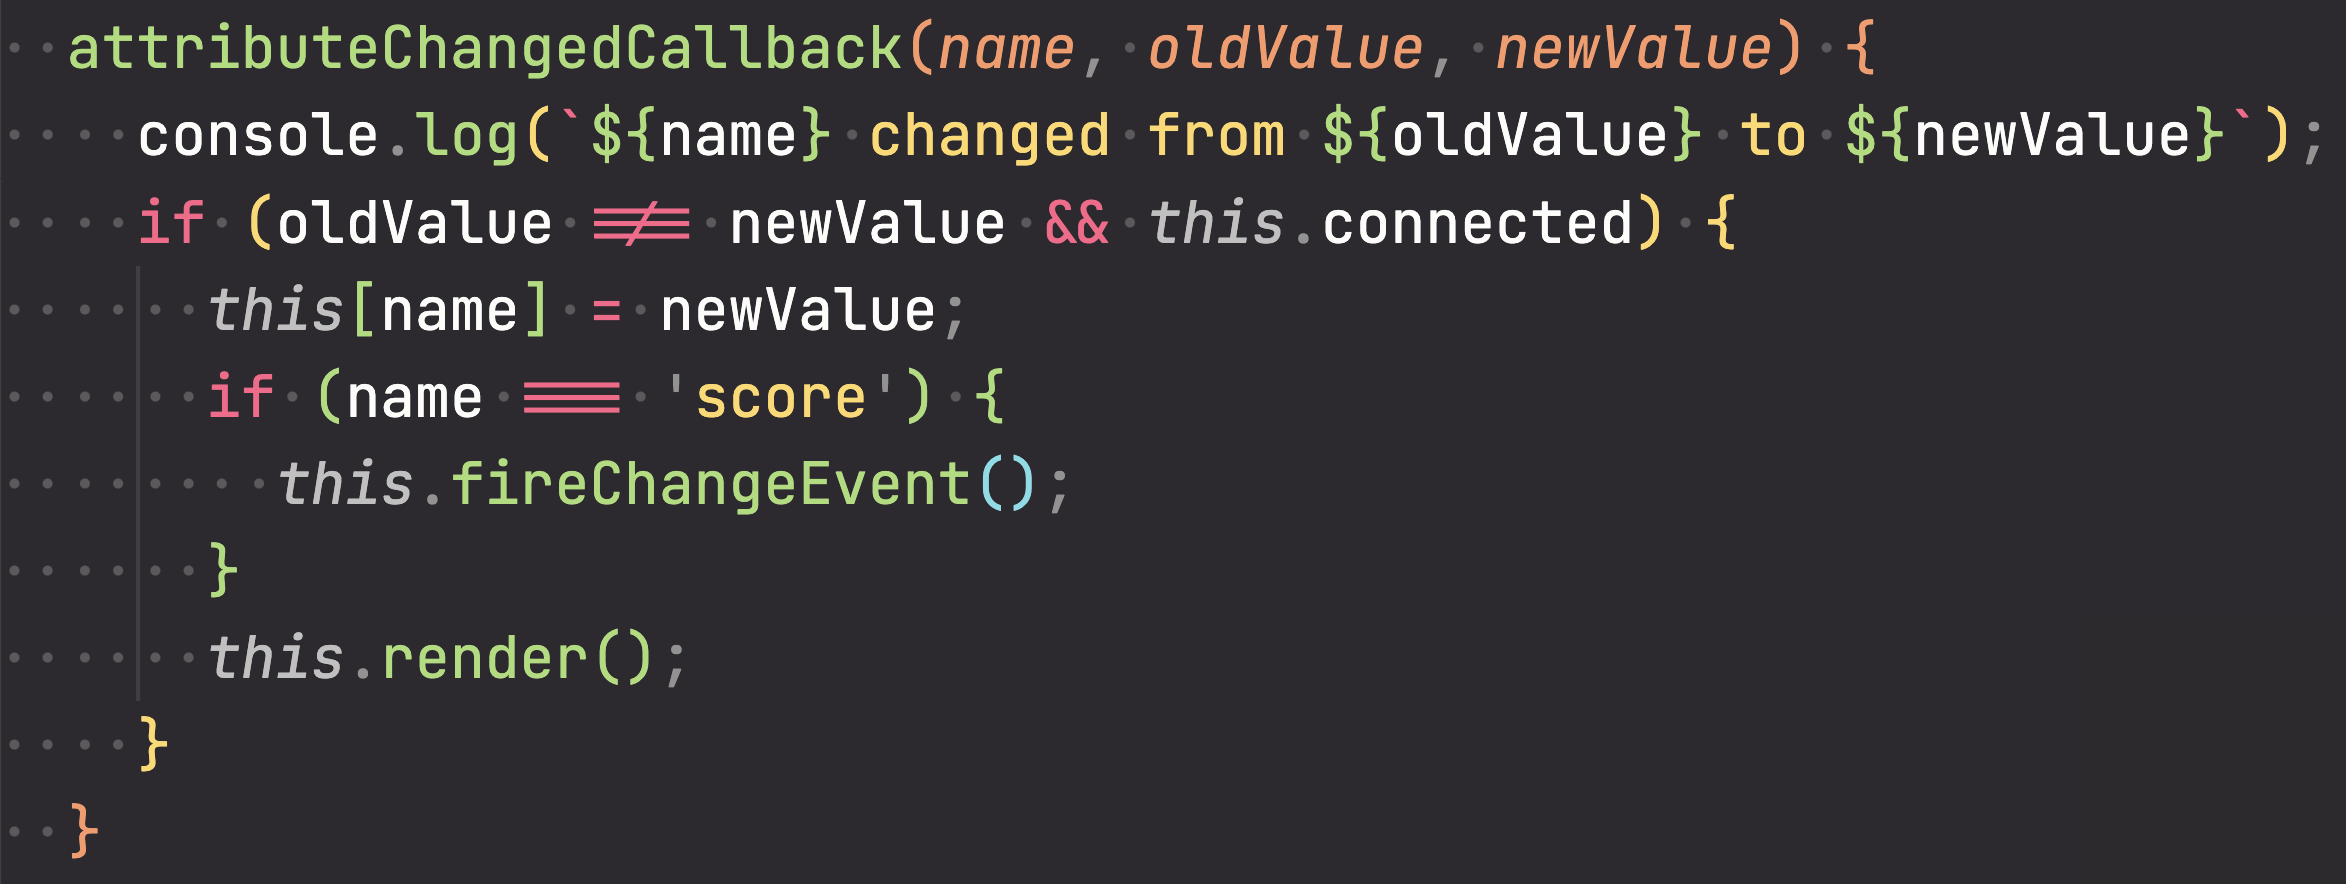 attributeChangedCallback(name, oldValue, newValue) {
    console.log(`${name} changed from ${oldValue} to ${newValue}`);
    if (oldValue !== newValue && this.connected) {
      this[name] = newValue;
      if (name === 'score') {
        this.fireChangeEvent();
      }
      this.render();
    }
  }